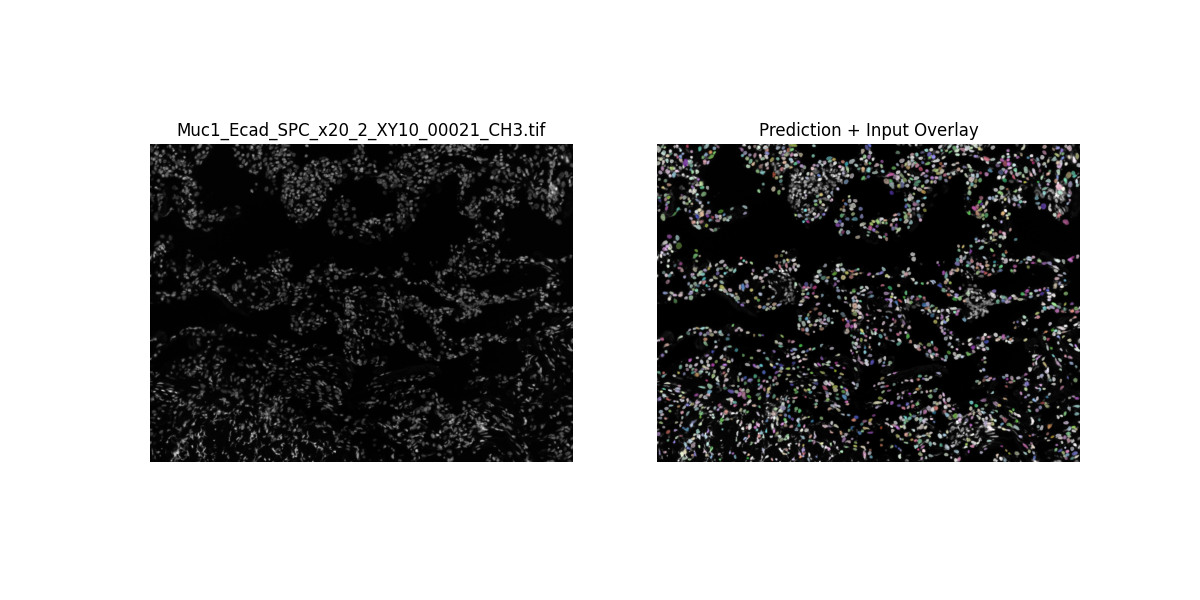 Muc1_Ecad_SPC_x20_2_XY10_00021_CH3.tif
Prediction + Input Overlay